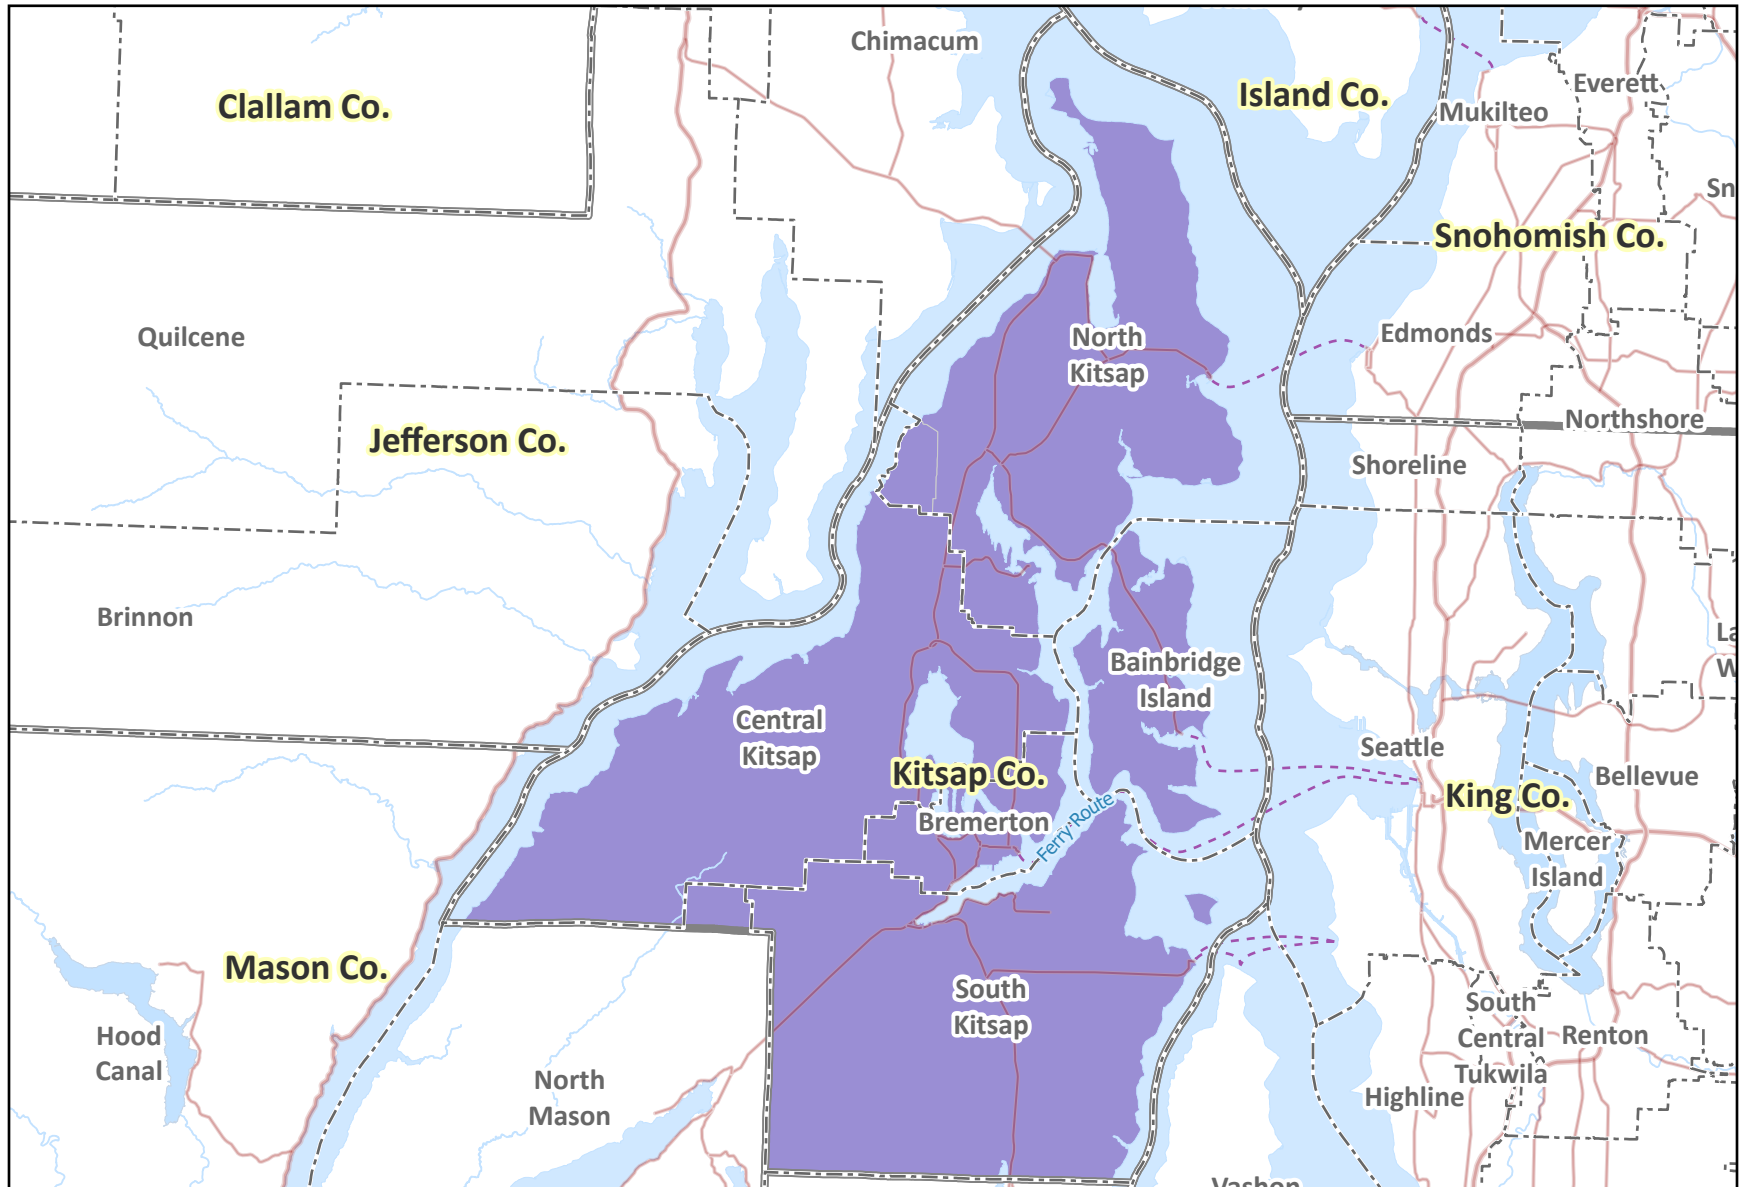 Chimacum
Clallam Co.
Island Co.
Everett
Mukilteo
Sn
Snohomish Co.
Quilcene
North
Kitsap
Edmonds
Jefferson Co.
Northshore
Shoreline
Brinnon
Bainbridge
Island
La
W
Central
Kitsap
Seattle
Kitsap Co.
Bellevue
King Co.
Bremerton
Ferry Route
Mercer
Island
Mason Co.
South
Kitsap
South
Central
Hood
Canal
Renton
North
Mason
Tukwila
Highline
Vashon